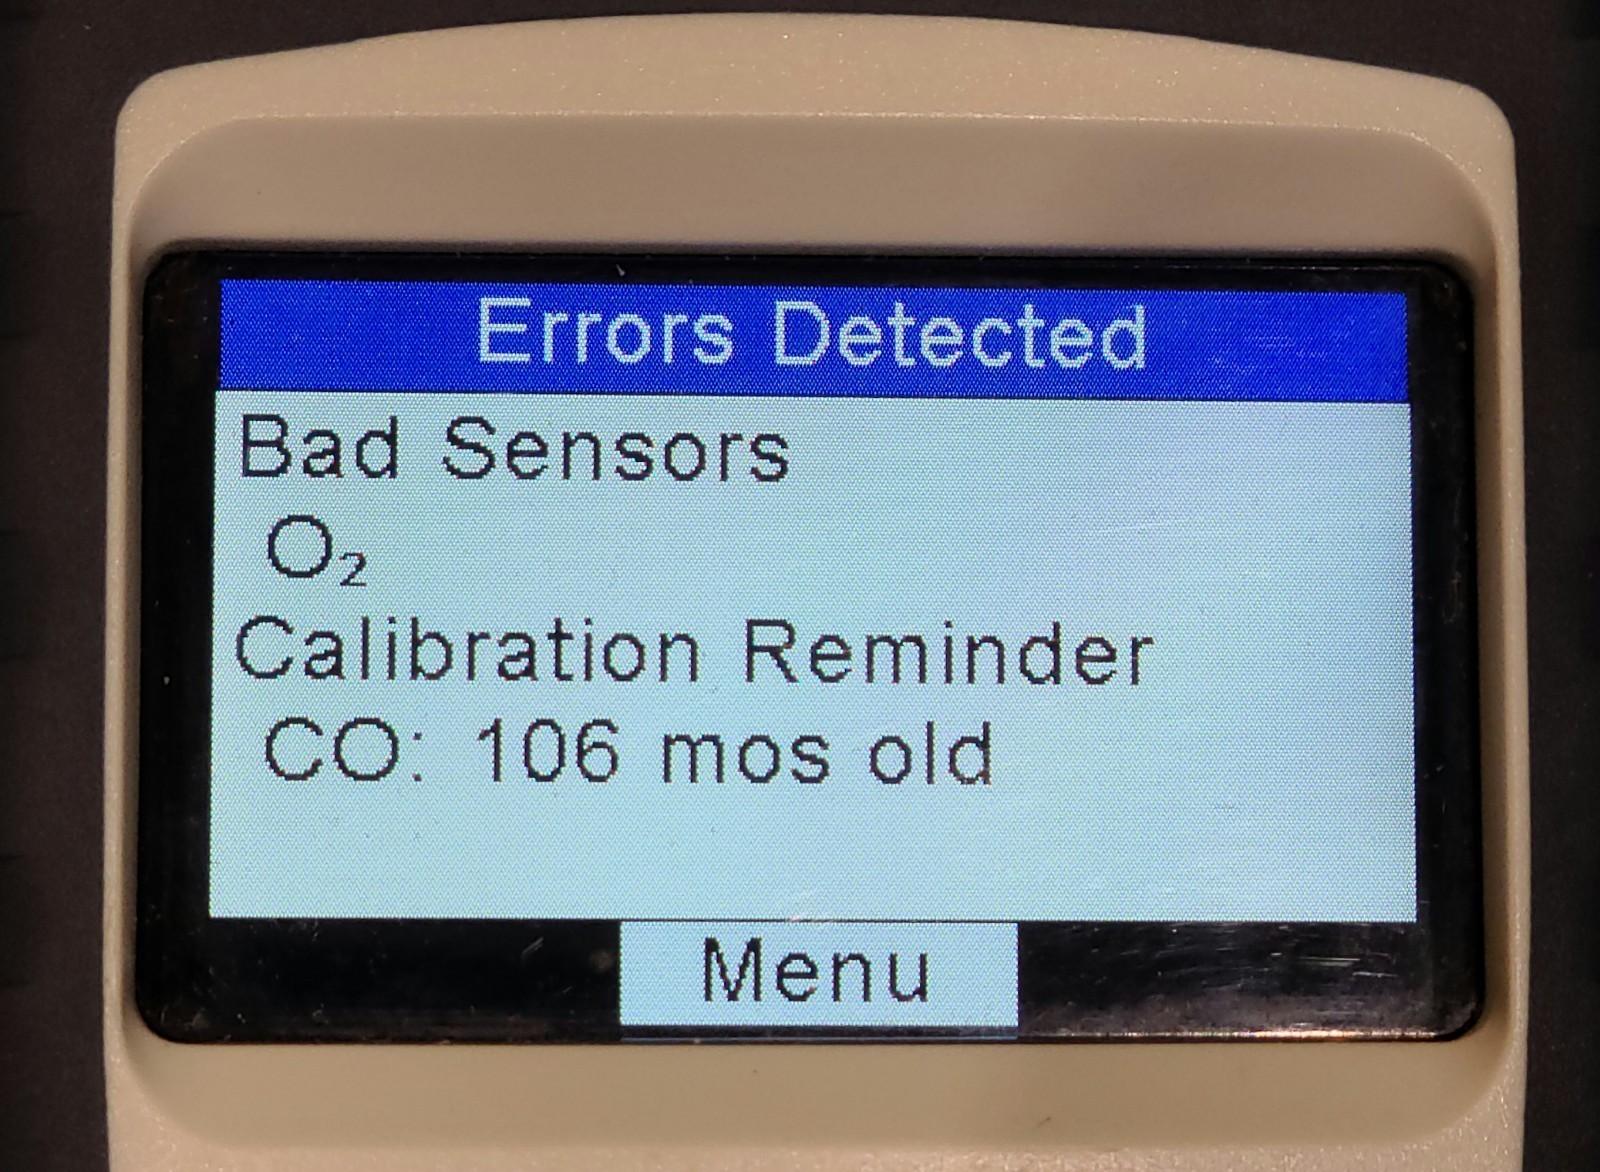 Errors Detected
Bad Sensors
O₂
Calibration Reminder
CO: 106 mos old
Menu